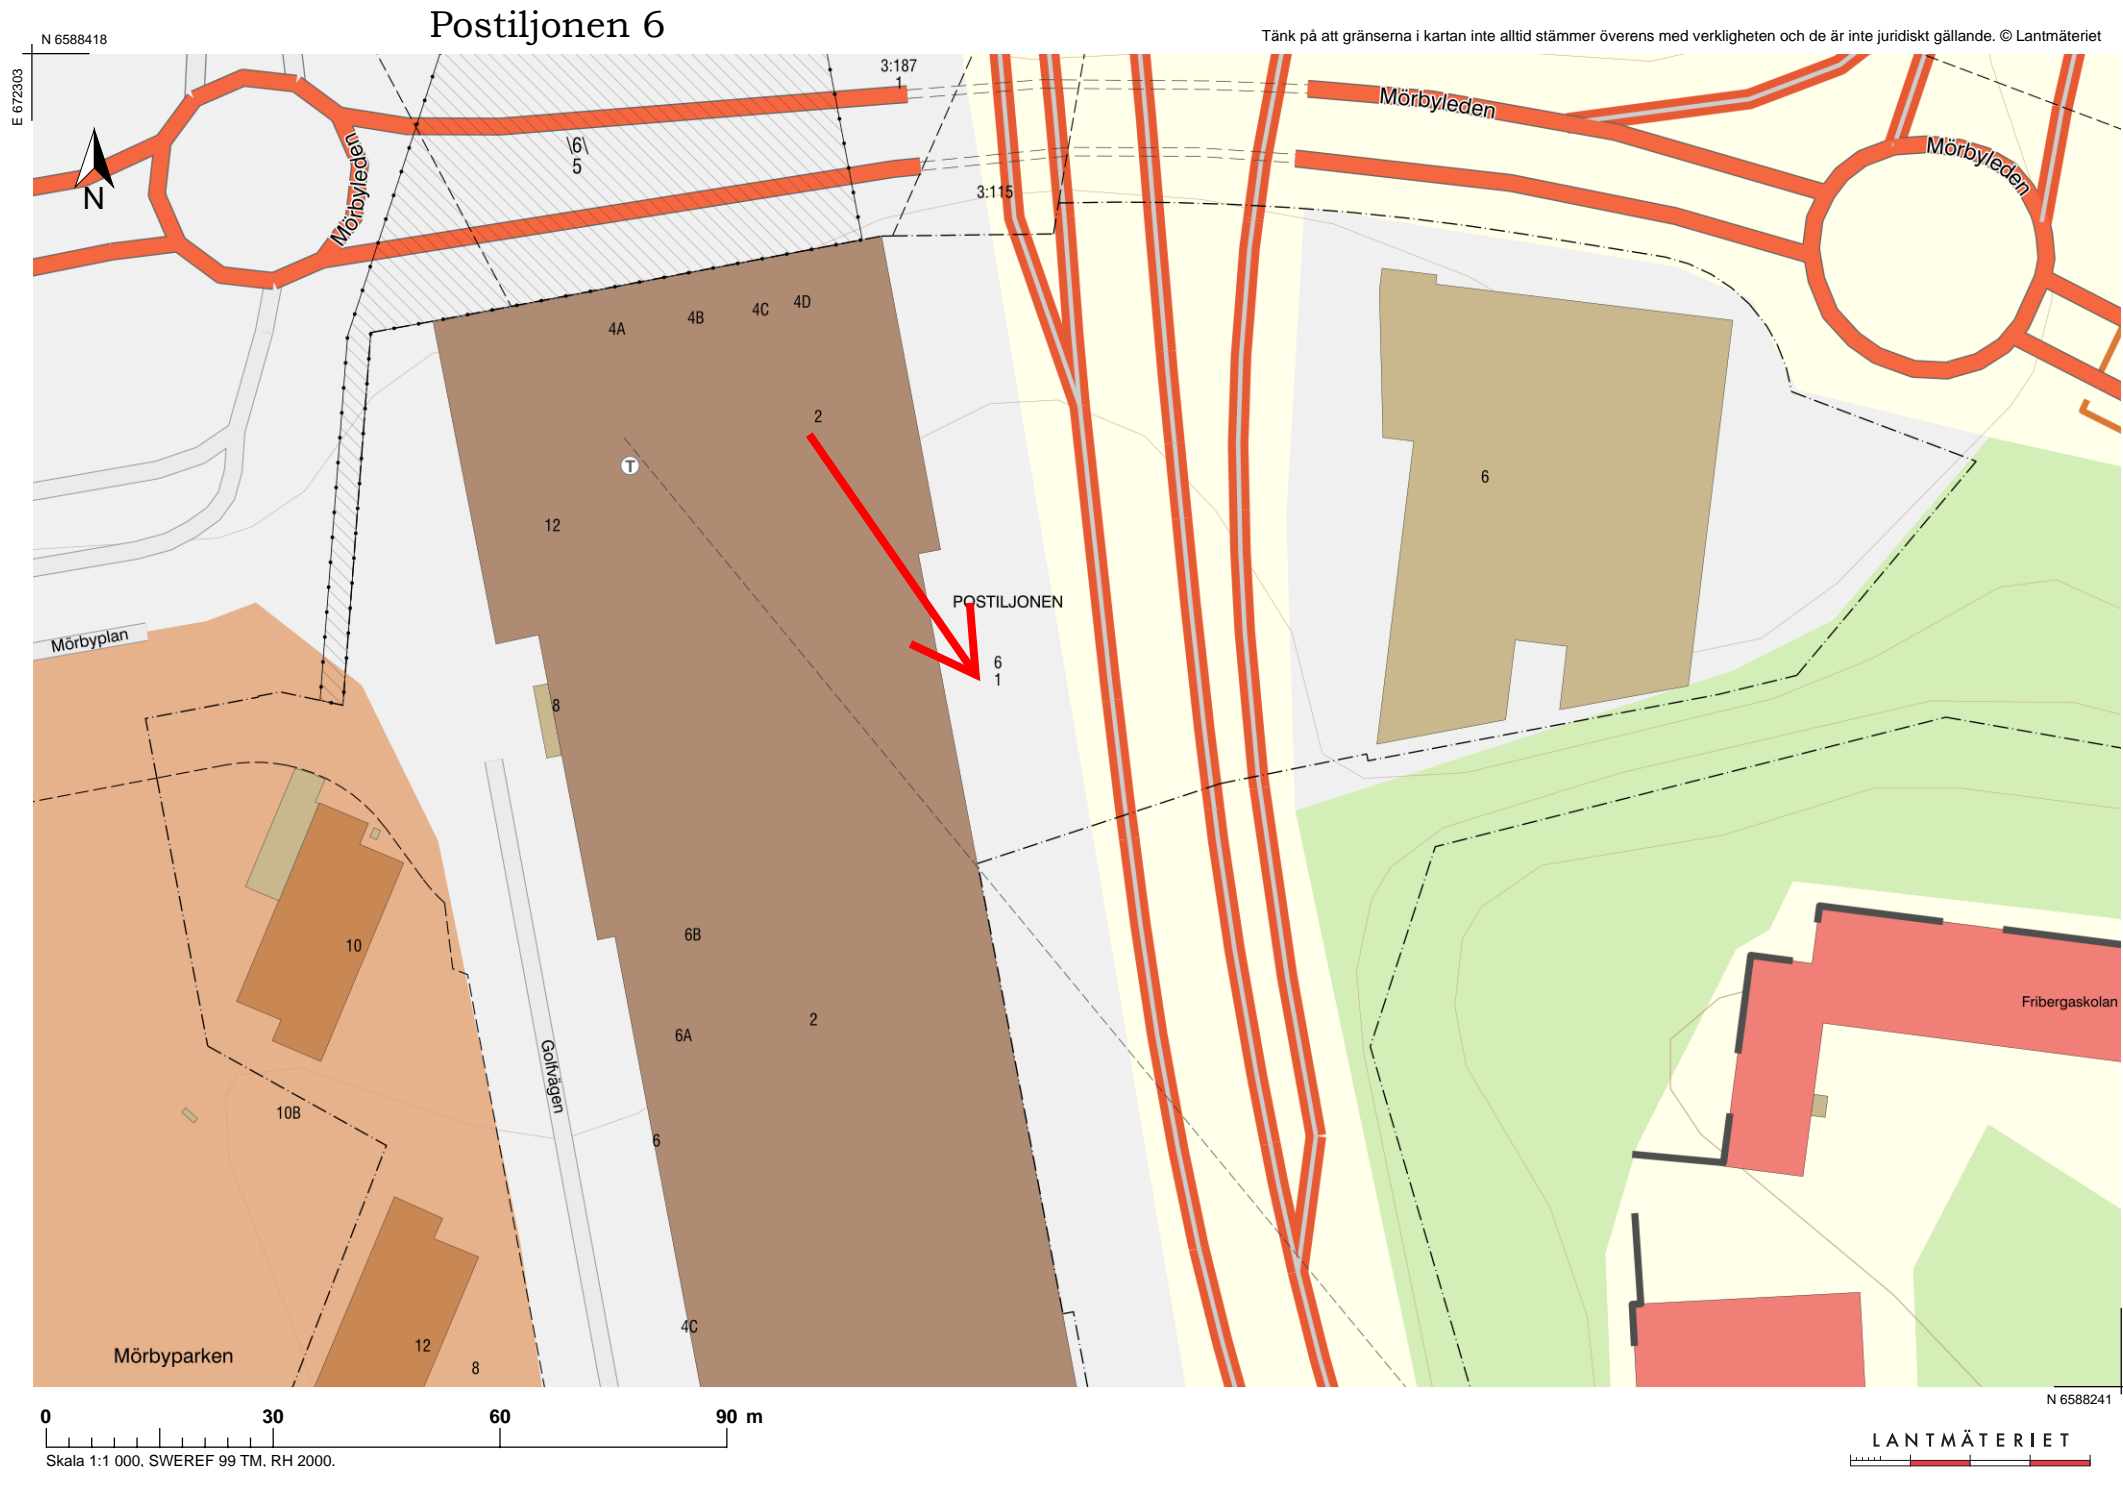 Postiljonen 6
N 6588418
Tänk på att gränserna i kartan inte alltid stämmer överens med verkligheten och de är inte juridiskt gällande. © Lantmäteriet
E 672303
3:187
1
Mörbyleden
\6\
5
Mörbyleden
Mörbyleden
N
3:115
4A
4B
4C
4D
2
T
12
6
POSTILJONEN
6
1
Mörbyplan
8
6B
10
2
6A
Fribergaskolan
Golfvägen
10B
6
4C
12
8
Mörbyparken
N 6588241
0
30
60
90 m
Skala 1:1 000, SWEREF 99 TM, RH 2000.
LANTMÄTERIET